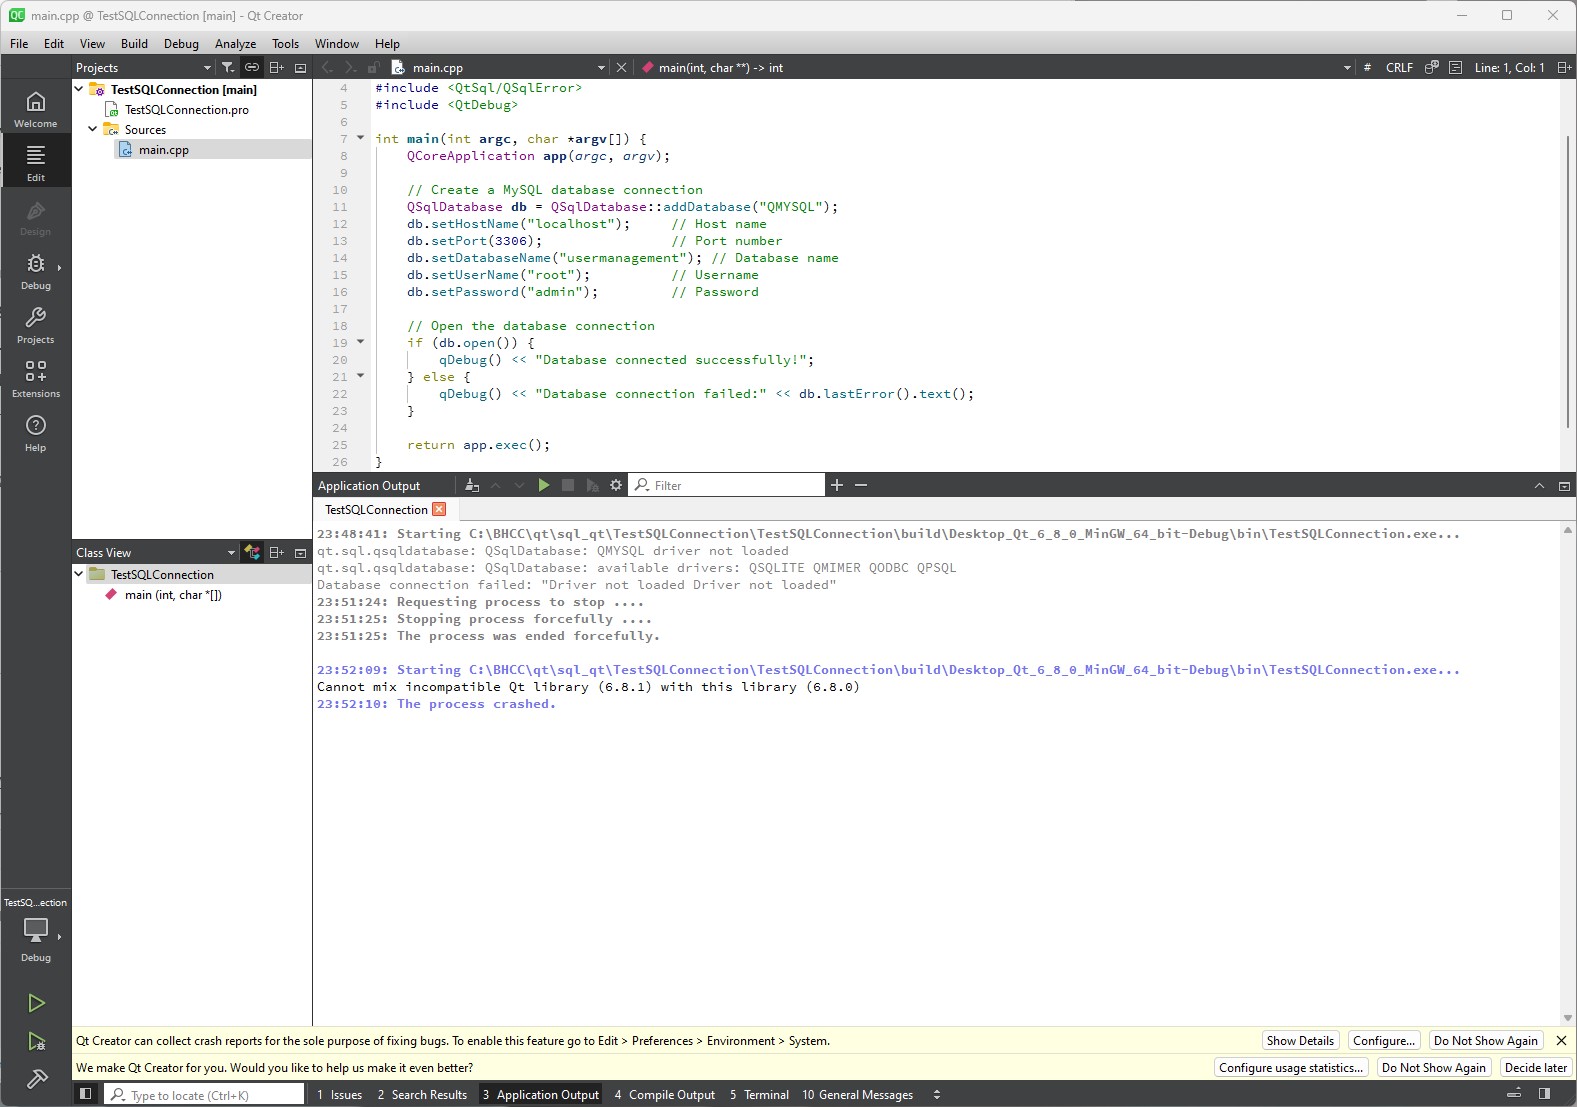 main.cpp @ TestSQLConnection [main] - Qt Creator
File Edit View Build Debug Analyze Tools Window Help
Projects
main.cpp
main(int, char **) -> int
# CRLF Line: 1, Col: 1
Welcome
Edit
Design
Debug
Projects
Extensions
Help
TestSQLConnection [main]
TestSQLConnection.pro
Sources
main.cpp
4 #include <QtSql/QSqlError>
5 #include <QtDebug>
6
7 int main(int argc, char *argv[]) {
8 QCoreApplication app(argc, argv);
9
10 // Create a MySQL database connection
11 QSqlDatabase db = QSqlDatabase::addDatabase("QMYSQL");
12 db.setHostName("localhost"); // Host name
13 db.setPort(3306); // Port number
14 db.setDatabaseName("usermanagement"); // Database name
15 db.setUserName("root"); // Username
16 db.setPassword("admin"); // Password
17
18 // Open the database connection
19 if (db.open()) {
20 qDebug() << "Database connected successfully!";
21 } else {
22 qDebug() << "Database connection failed:" << db.lastError().text();
23 }
24
25 return app.exec();
26 }
Application Output
Filter
TestSQLConnection
23:48:41: Starting C:\BHCC\qt\sql_qt\TestSQLConnection\TestSQLConnection\build\Desktop_Qt_6_8_0_MinGW_64_bit-Debug\bin\TestSQLConnection.exe...
qt.sql.qsqldatabase: QSqlDatabase: QMYSQL driver not loaded
qt.sql.qsqldatabase: QSqlDatabase: available drivers: QSQLITE QMIMER QODBC QPSQL
Database connection failed: "Driver not loaded Driver not loaded"
23:51:24: Requesting process to stop ....
23:51:25: Stopping process forcefully ....
23:51:25: The process was ended forcefully.
23:52:09: Starting C:\BHCC\qt\sql_qt\TestSQLConnection\TestSQLConnection\build\Desktop_Qt_6_8_0_MinGW_64_bit-Debug\bin\TestSQLConnection.exe...
Cannot mix incompatible Qt library (6.8.1) with this library (6.8.0)
23:52:10: The process crashed.
Class View
TestSQLConnection
main (int, char *[])
TestSQ...ection
Debug
Qt Creator can collect crash reports for the sole purpose of fixing bugs. To enable this feature go to Edit > Preferences > Environment > System.
Show Details Configure... Do Not Show Again
We make Qt Creator for you. Would you like to help us make it even better?
Configure usage statistics... Do Not Show Again Decide later
Type to locate (Ctrl+K)
1 Issues 2 Search Results 3 Application Output 4 Compile Output 5 Terminal 10 General Messages